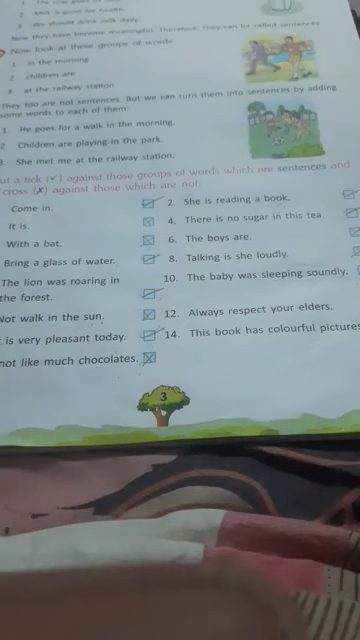 2. Milk is good for health.
3. We should drink milk daily.
Now they have become meaningful. Therefore, they can be called sentences
Now look at these groups of words
1. in the morning
2. children are
3. at the railway station
They too are not sentences. But we can turn them into sentences by adding
some words to each of them.
1. He goes for a walk in the morning.
2. Children are playing in the park.
3. She met me at the railway station.
ut a tick (✓) against those groups of words which are sentences and
cross (✗) against those which are not:
Come in.
2. She is reading a book.
It is.
4. There is no sugar in this tea.
With a bat.
6. The boys are.
Bring a glass of water.
8. Talking is she loudly.
The lion was roaring in
the forest.
10. The baby was sleeping soundly.
Not walk in the sun.
12. Always respect your elders.
is very pleasant today.
14. This book has colourful pictures
not like much chocolates.
3